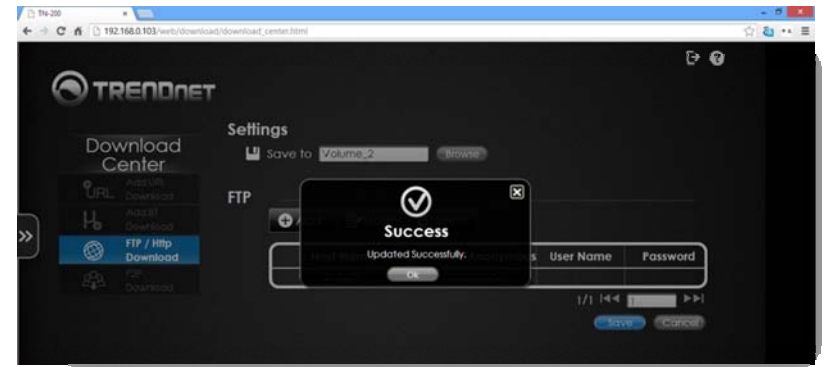 TN-200
192.168.0.103/web/download/download_center.html
TRENDNET
Download
Center
URL
Add URL
Download
Add BT
Download
FTP / Http
Download
P2P
Download
Settings
Save to Volume_2 Browse
FTP
Success
Updated Successfully.
Ok
User Name Password
1/1 1
Save Cancel